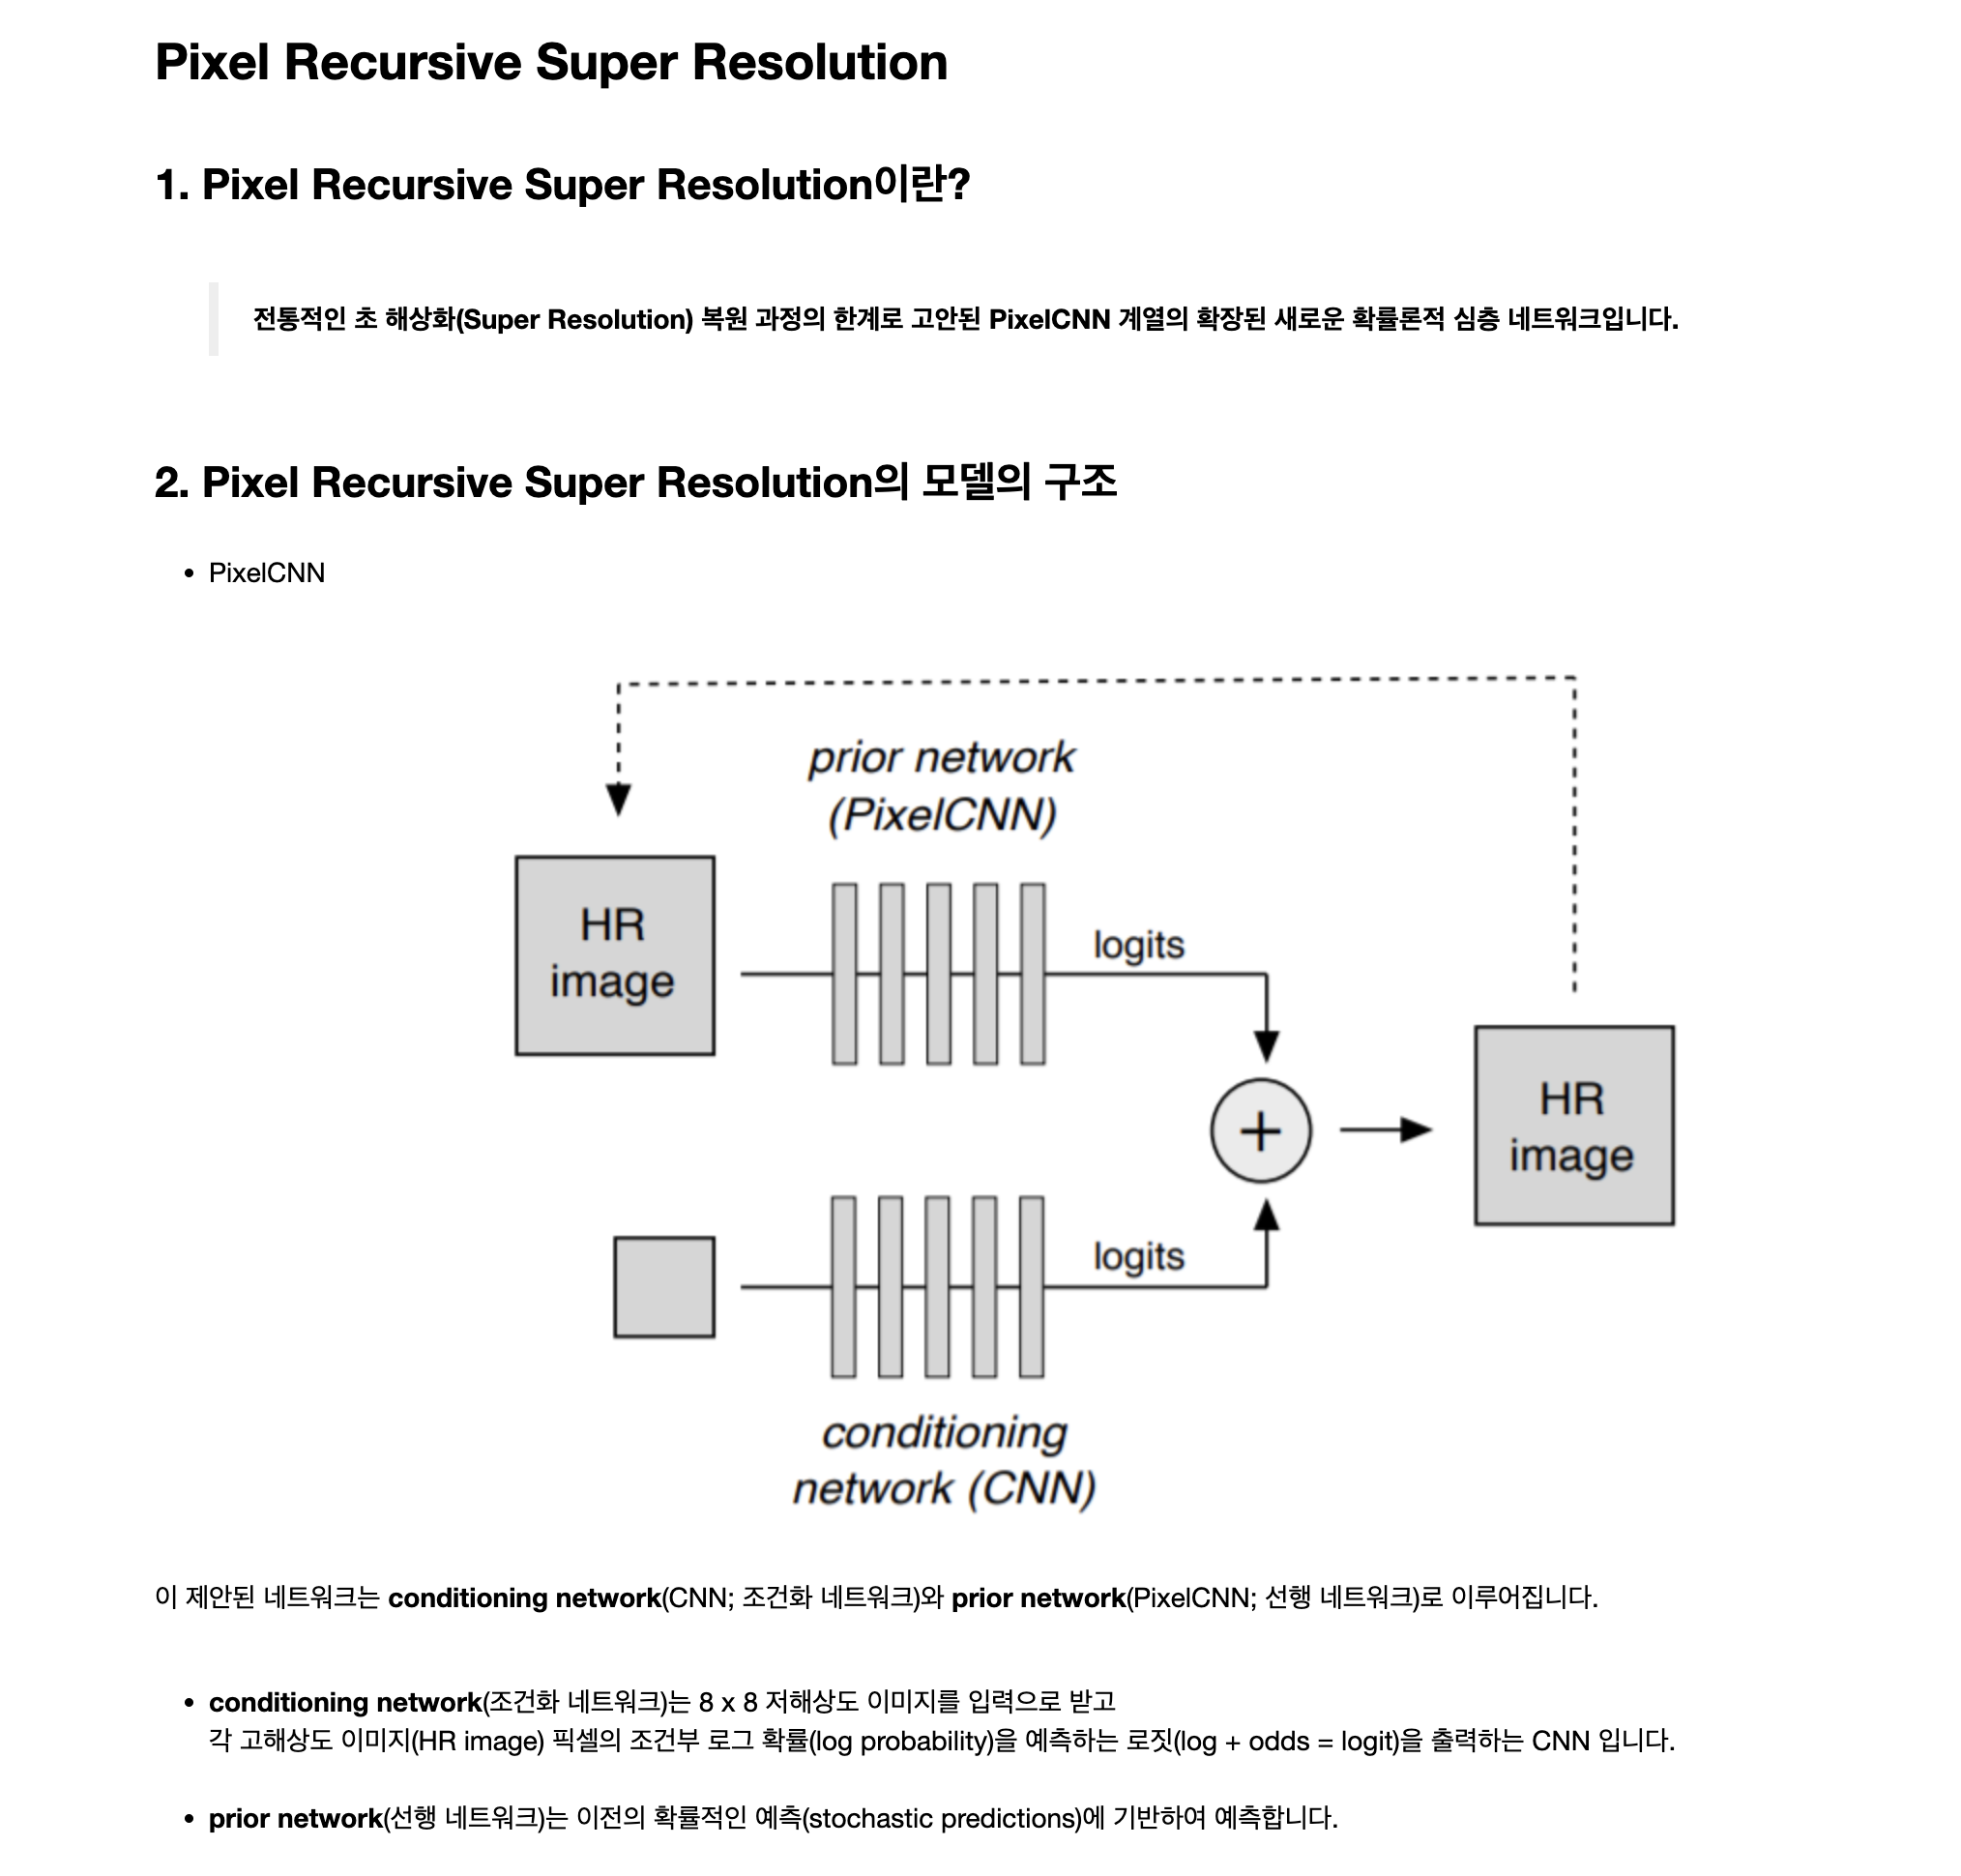 Pixel Recursive Super Resolution
1. Pixel Recursive Super Resolution이란?
전통적인 초 해상화(Super Resolution) 복원 과정의 한계로 고안된 PixelCNN 계열의 확장된 새로운 확률론적 심층 네트워크입니다.
2. Pixel Recursive Super Resolution의 모델의 구조
• PixelCNN
prior network
(PixelCNN)
HR
image
logits
+
HR
image
logits
conditioning
network (CNN)
이 제안된 네트워크는 conditioning network(CNN; 조건화 네트워크)와 prior network(PixelCNN; 선행 네트워크)로 이루어집니다.
• conditioning network(조건화 네트워크)는 8 x 8 저해상도 이미지를 입력으로 받고
각 고해상도 이미지(HR image) 픽셀의 조건부 로그 확률(log probability)을 예측하는 로짓(log + odds = logit)을 출력하는 CNN 입니다.
• prior network(선행 네트워크)는 이전의 확률적인 예측(stochastic predictions)에 기반하여 예측합니다.